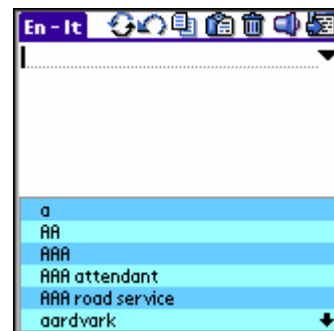 En - It
a
AA
AAA
AAA attendant
AAA road service
aardvark